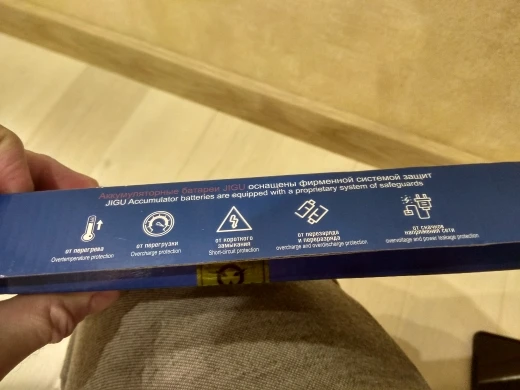 Аккумуляторные батареи JIGU оснащены фирменной системой защит
JIGU Accumulator batteries are equipped with a proprietary system of safeguards
от перегрева
Overtemperature protection
от перегрузки
Overcharge protection
от короткого
замыкания
Short-circuit protection
от перезаряда
и переразряда
overcharge and overdischarge protection
от скачков
напряжения сети
overvoltage and power leakage protection